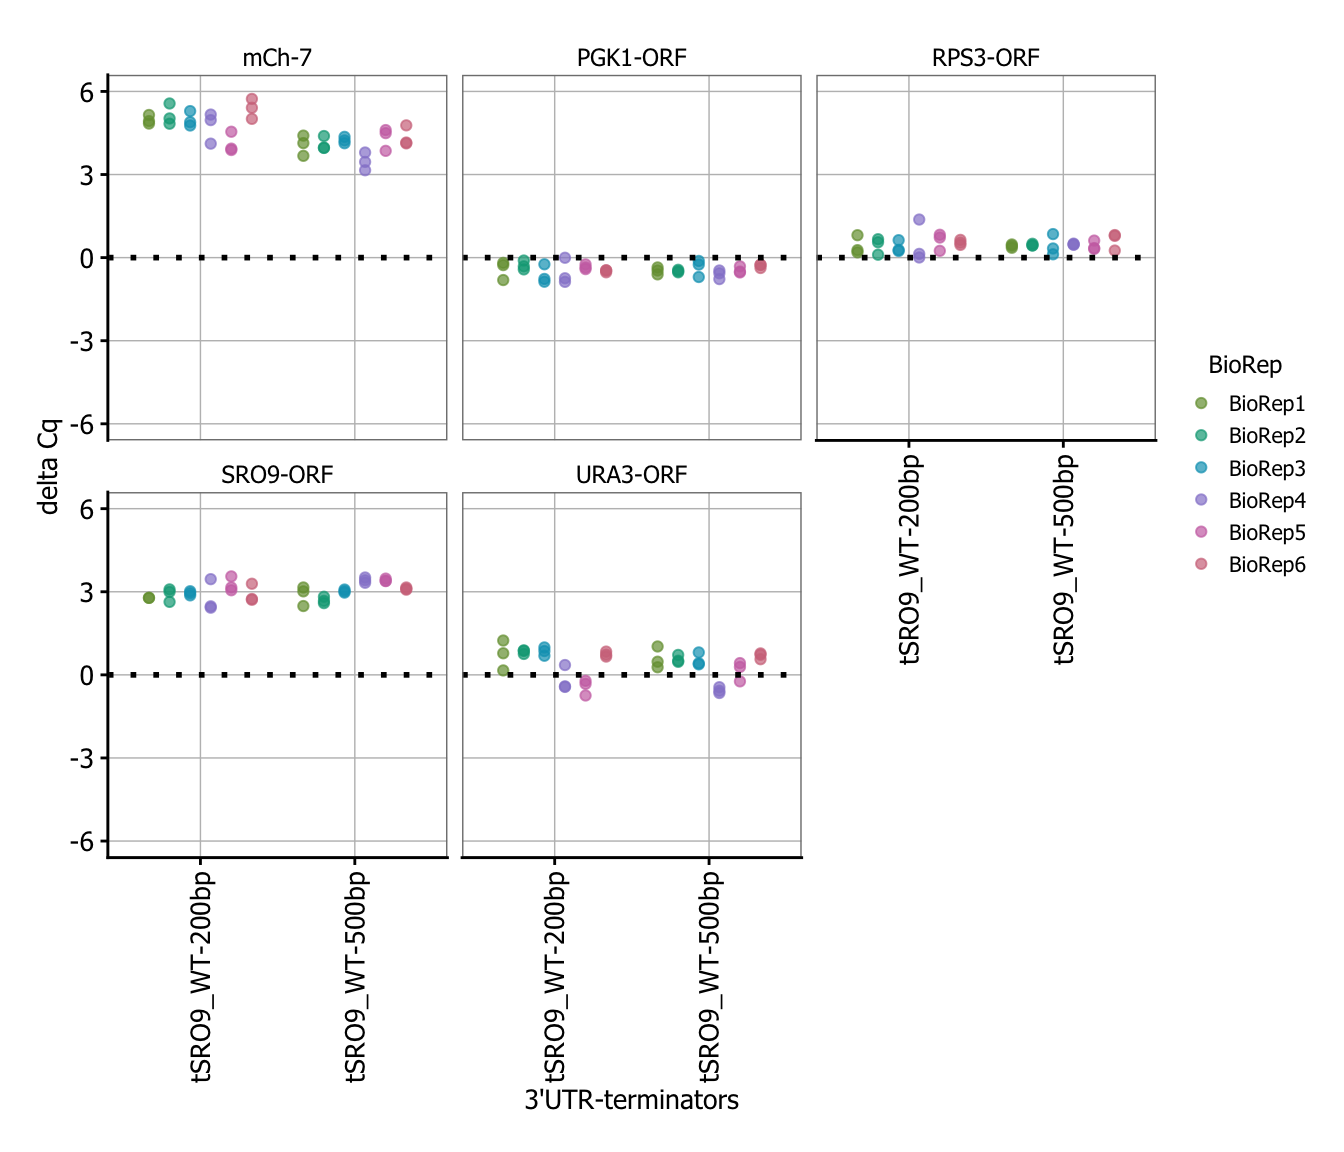 mCh-7
PGK1-ORF
RPS3-ORF
6
3
0
-3
-6
delta Cq
SRO9-ORF
URA3-ORF
tSRO9_WT-200bp
tSRO9_WT-500bp
6
3
0
-3
-6
tSRO9_WT-200bp
tSRO9_WT-500bp
tSRO9_WT-200bp
tSRO9_WT-500bp
3'UTR-terminators
BioRep
BioRep1
BioRep2
BioRep3
BioRep4
BioRep5
BioRep6